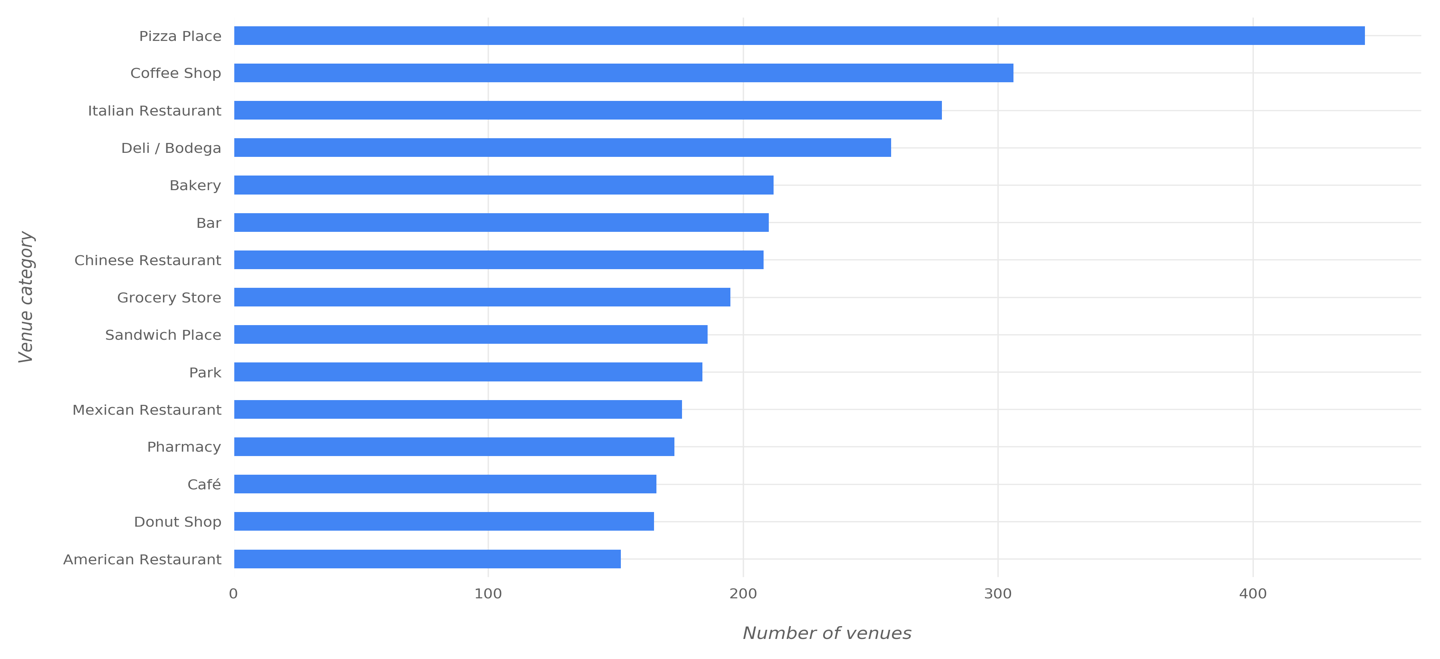 Pizza Place
Coffee Shop
Italian Restaurant
Deli / Bodega
Bakery
Bar
Chinese Restaurant
Grocery Store
Sandwich Place
Park
Mexican Restaurant
Pharmacy
Café
Donut Shop
American Restaurant
Venue category
0 100 200 300 400
Number of venues